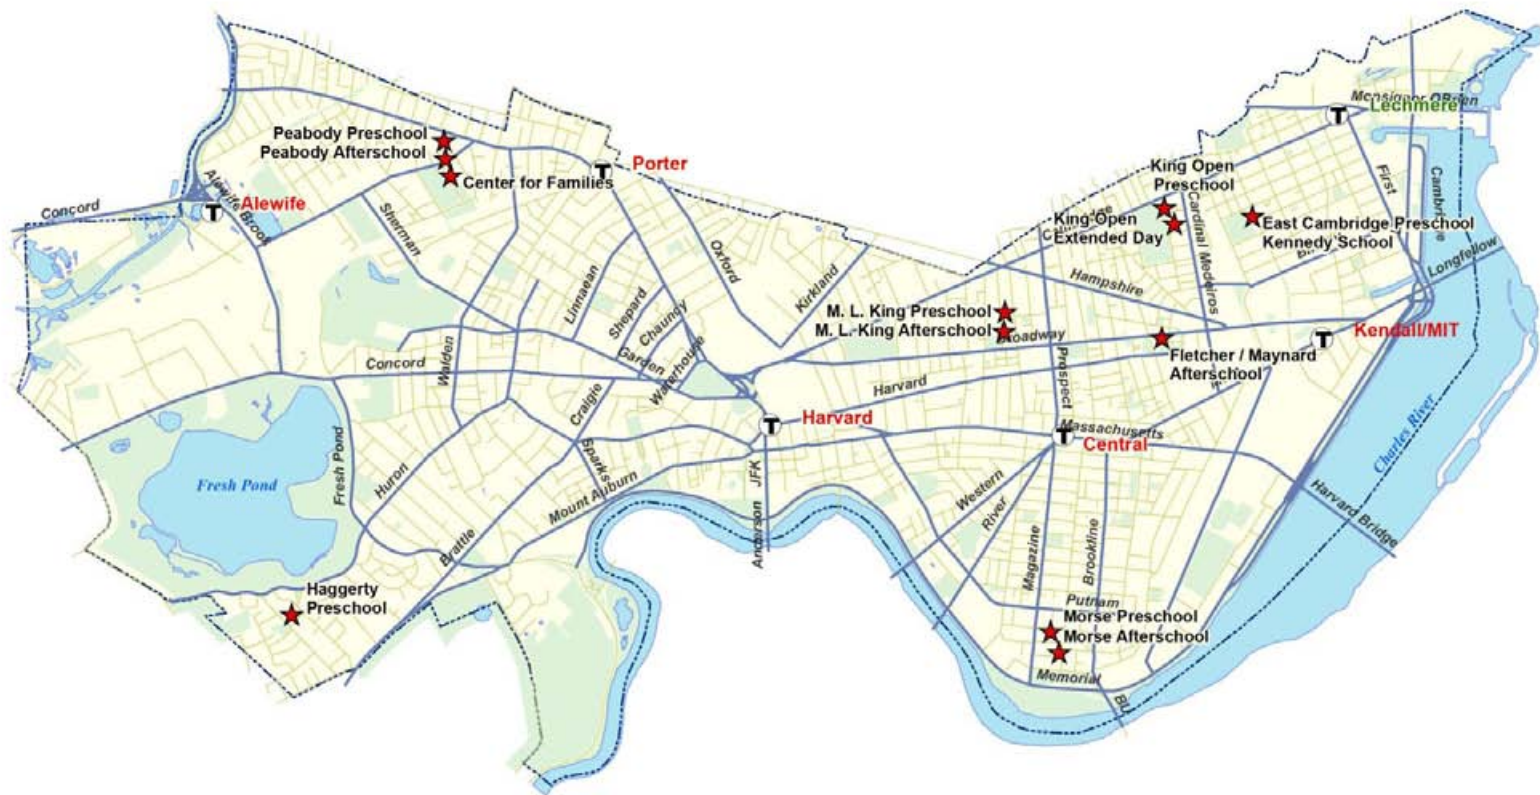 Monsignor OBrien
Lechmere
Peabody Preschool
Peabody Afterschool
Center for Families
Porter
King Open
Preschool
First
Cambridge
Concord
Alewife Brook
Alewife
Sherman
Cardinal Medeiros
King Open
Extended Day
East Cambridge Preschool
Kennedy School
Longfellow
Oxford
Kirkland
Hampshire
Linnaean
Shepard
Chauncy
M. L. King Preschool
M. L. King Afterschool
Broadway
Kendall/MIT
Fletcher / Maynard
Afterschool
Walden
Concord
Garden
Waterhouse
Craigie
Harvard
Prospect
Harvard
Massachusetts
Central
Charles River
Fresh Pond
Fresh Pond
Huron
Sparks
Mount Auburn
JFK
Anderson
Western
River
Magazine
Brookline
Harvard Bridge
Brattle
Haggerty
Preschool
Putnam
Morse Preschool
Morse Afterschool
Memorial
BU
T
T
T
T
T
T